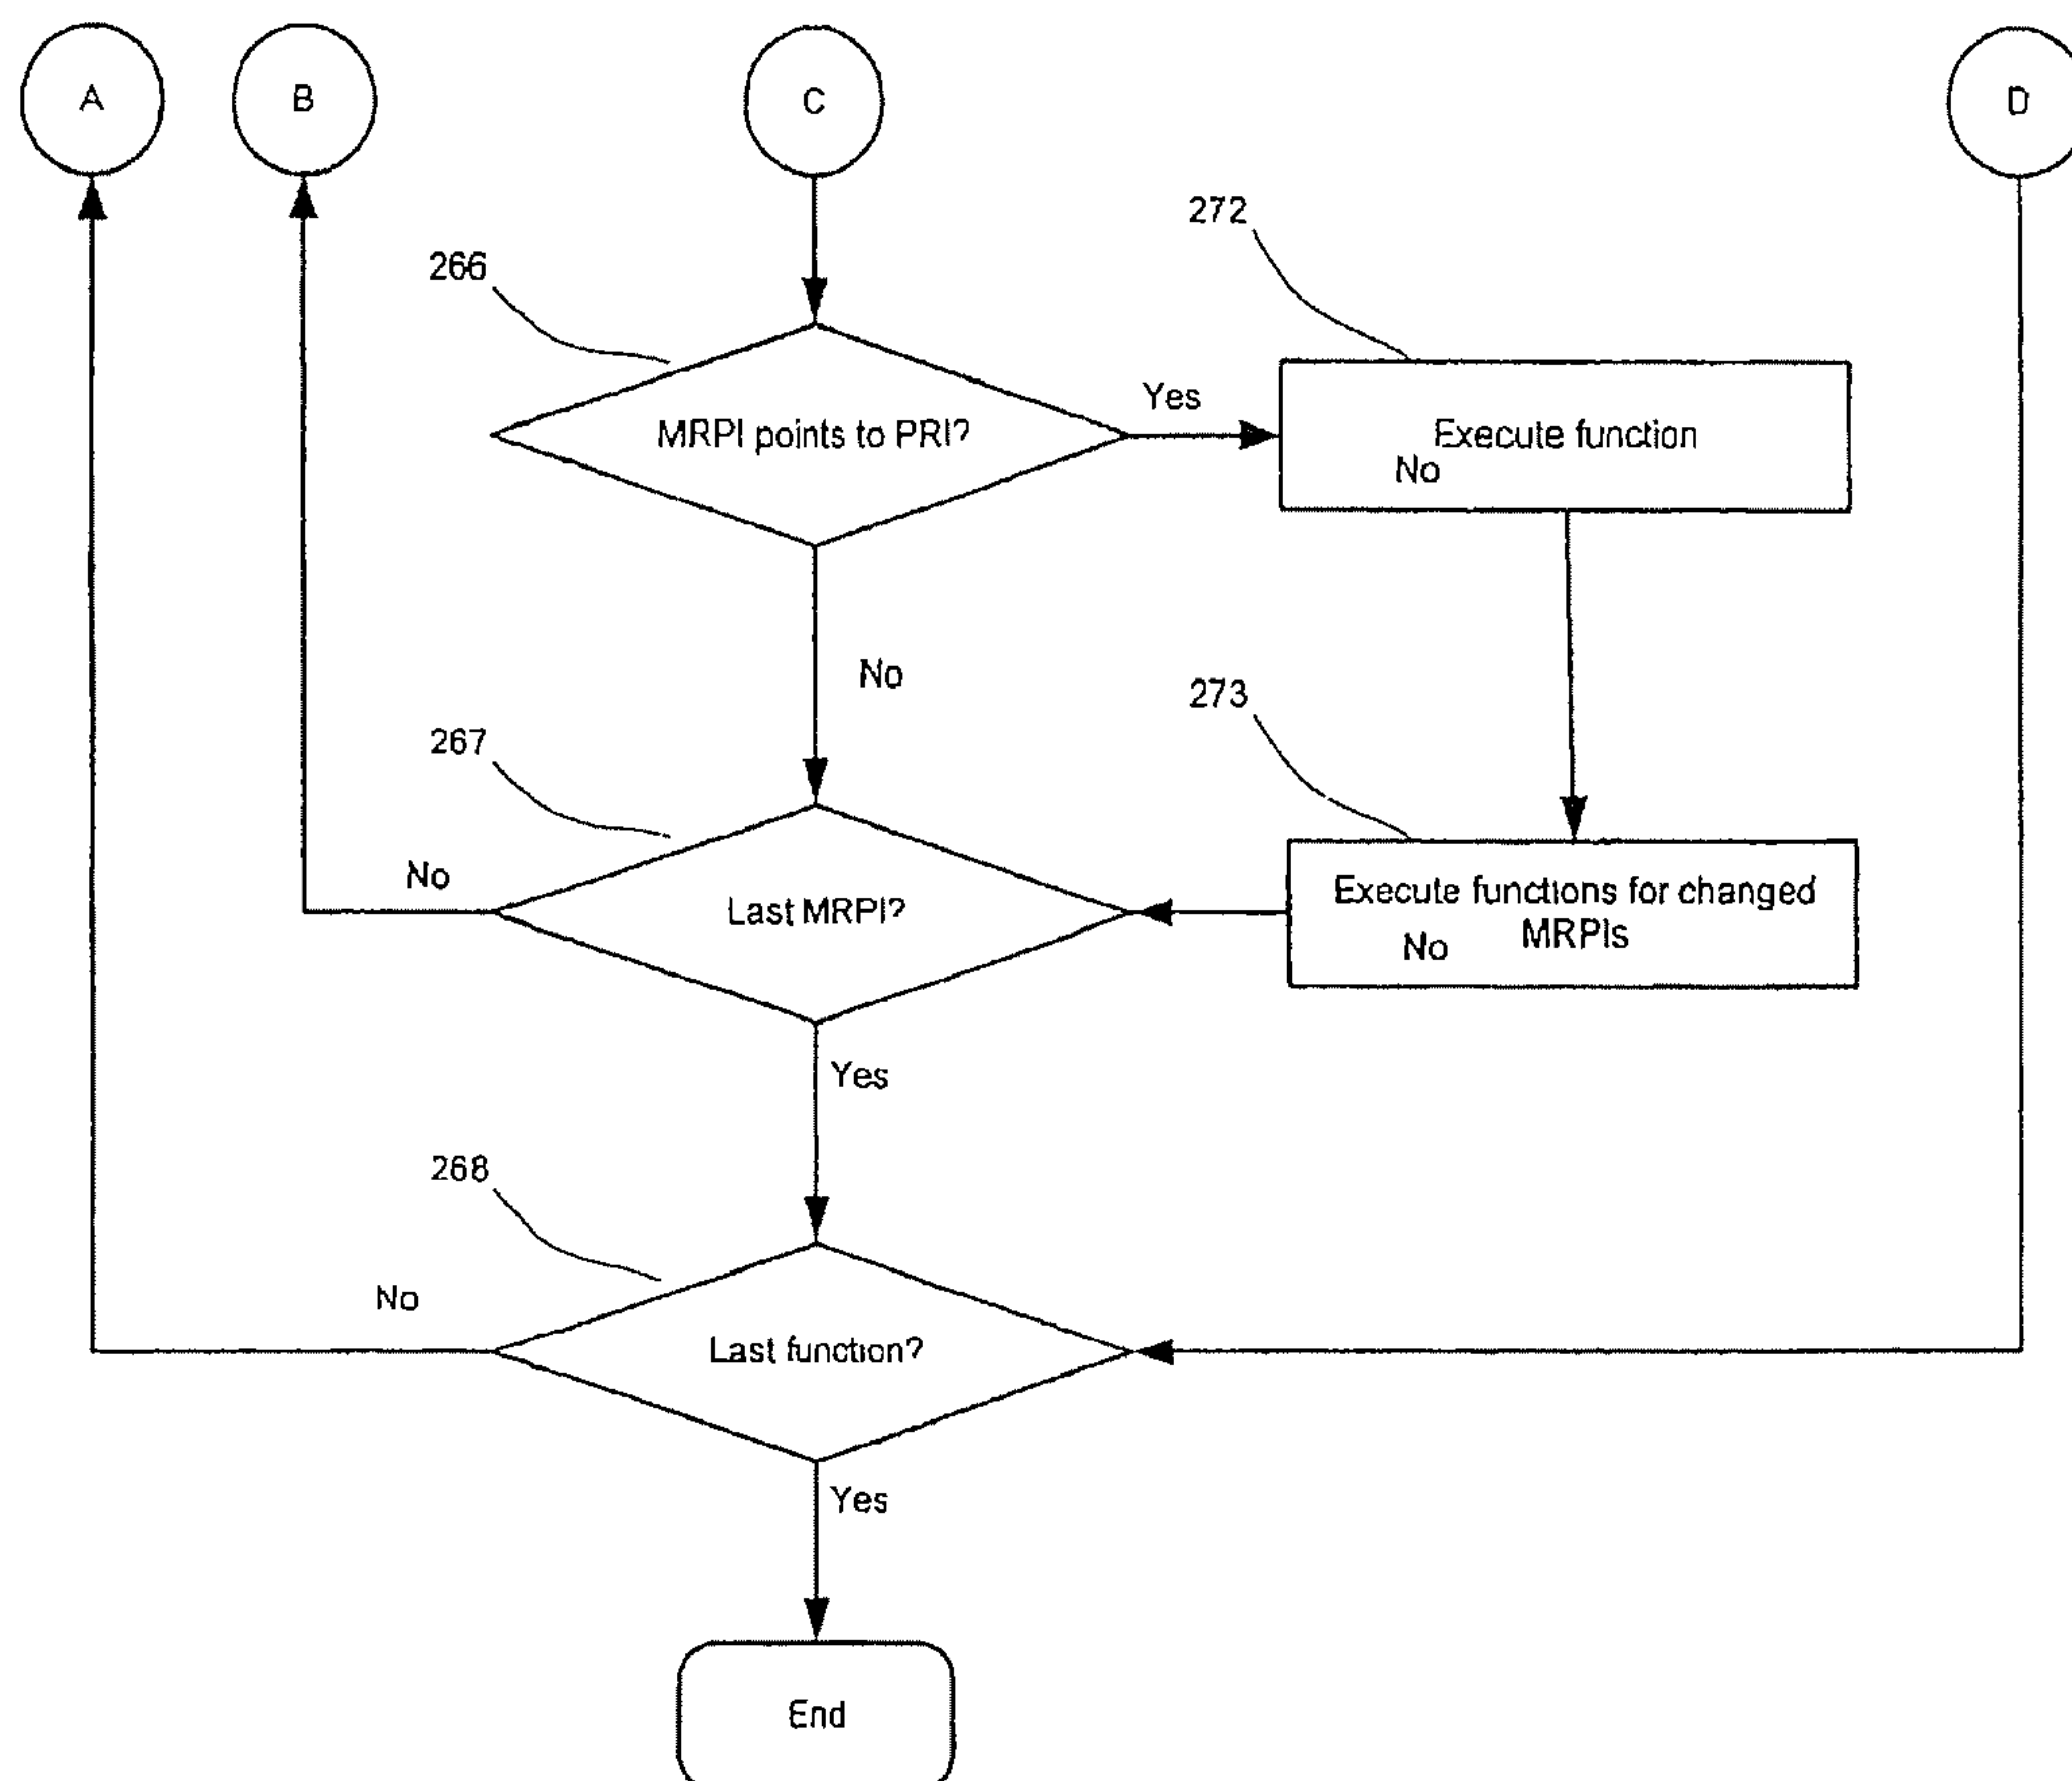 A
B
C
D
272
266
Yes
MRPI points to PRI?
Execute function
No
No
273
267
No
Last MRPI?
Execute functions for changed
MRPIs
No
Yes
268
No
Last function?
Yes
End